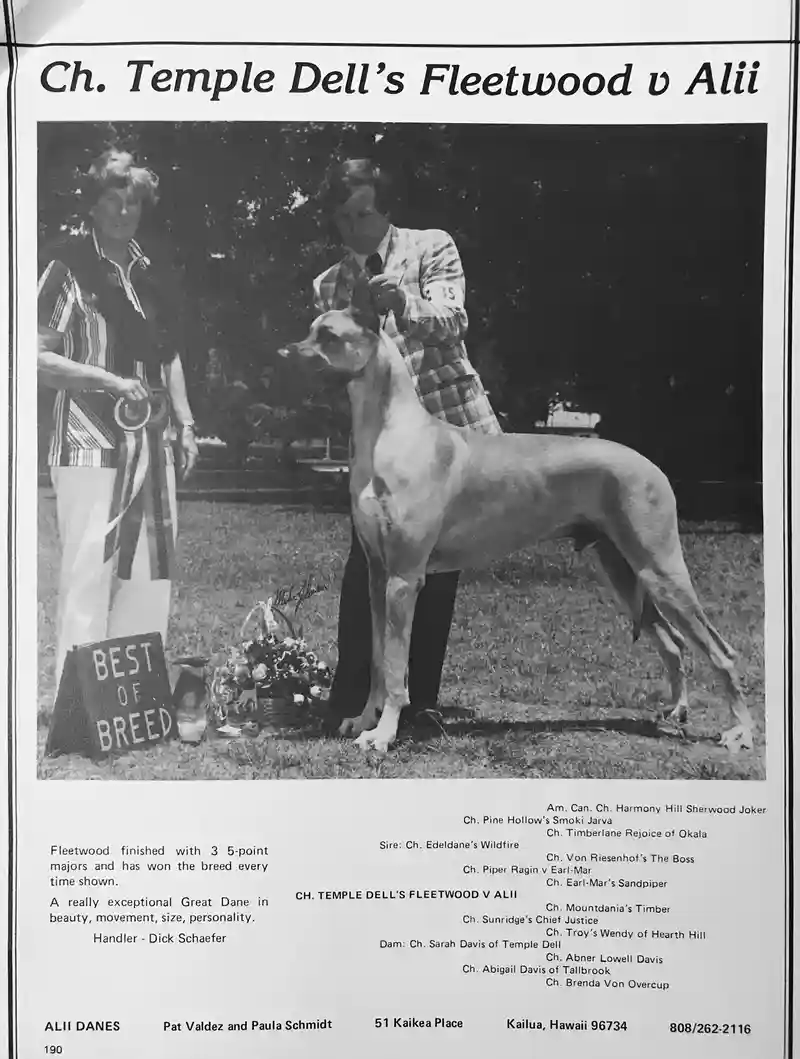 Ch. Temple Dell's Fleetwood v Alii
BEST
OF
BREED
Am. Can. Ch. Harmony Hill Sherwood Joker
Ch. Pine Hollow's Smoki Jarva
Ch. Timberlane Rejoice of Okala
Sire: Ch. Edeldane's Wildfire
Ch. Von Riesenhof's The Boss
Ch. Piper Ragin v Earl-Mar
Ch. Earl-Mar's Sandpiper
CH. TEMPLE DELL'S FLEETWOOD V ALII
Ch. Mountdania's Timber
Ch. Sunridge's Chief Justice
Ch. Troy's Wendy of Hearth Hill
Dam: Ch. Sarah Davis of Temple Dell
Ch. Abner Lowell Davis
Ch. Abigail Davis of Tallbrook
Ch. Brenda Von Overcup
Fleetwood finished with 3 5-point
majors and has won the breed every
time shown.
A really exceptional Great Dane in
beauty, movement, size, personality.
Handler - Dick Schaefer
ALII DANES Pat Valdez and Paula Schmidt 51 Kaikea Place Kailua, Hawaii 96734 808/262-2116
190